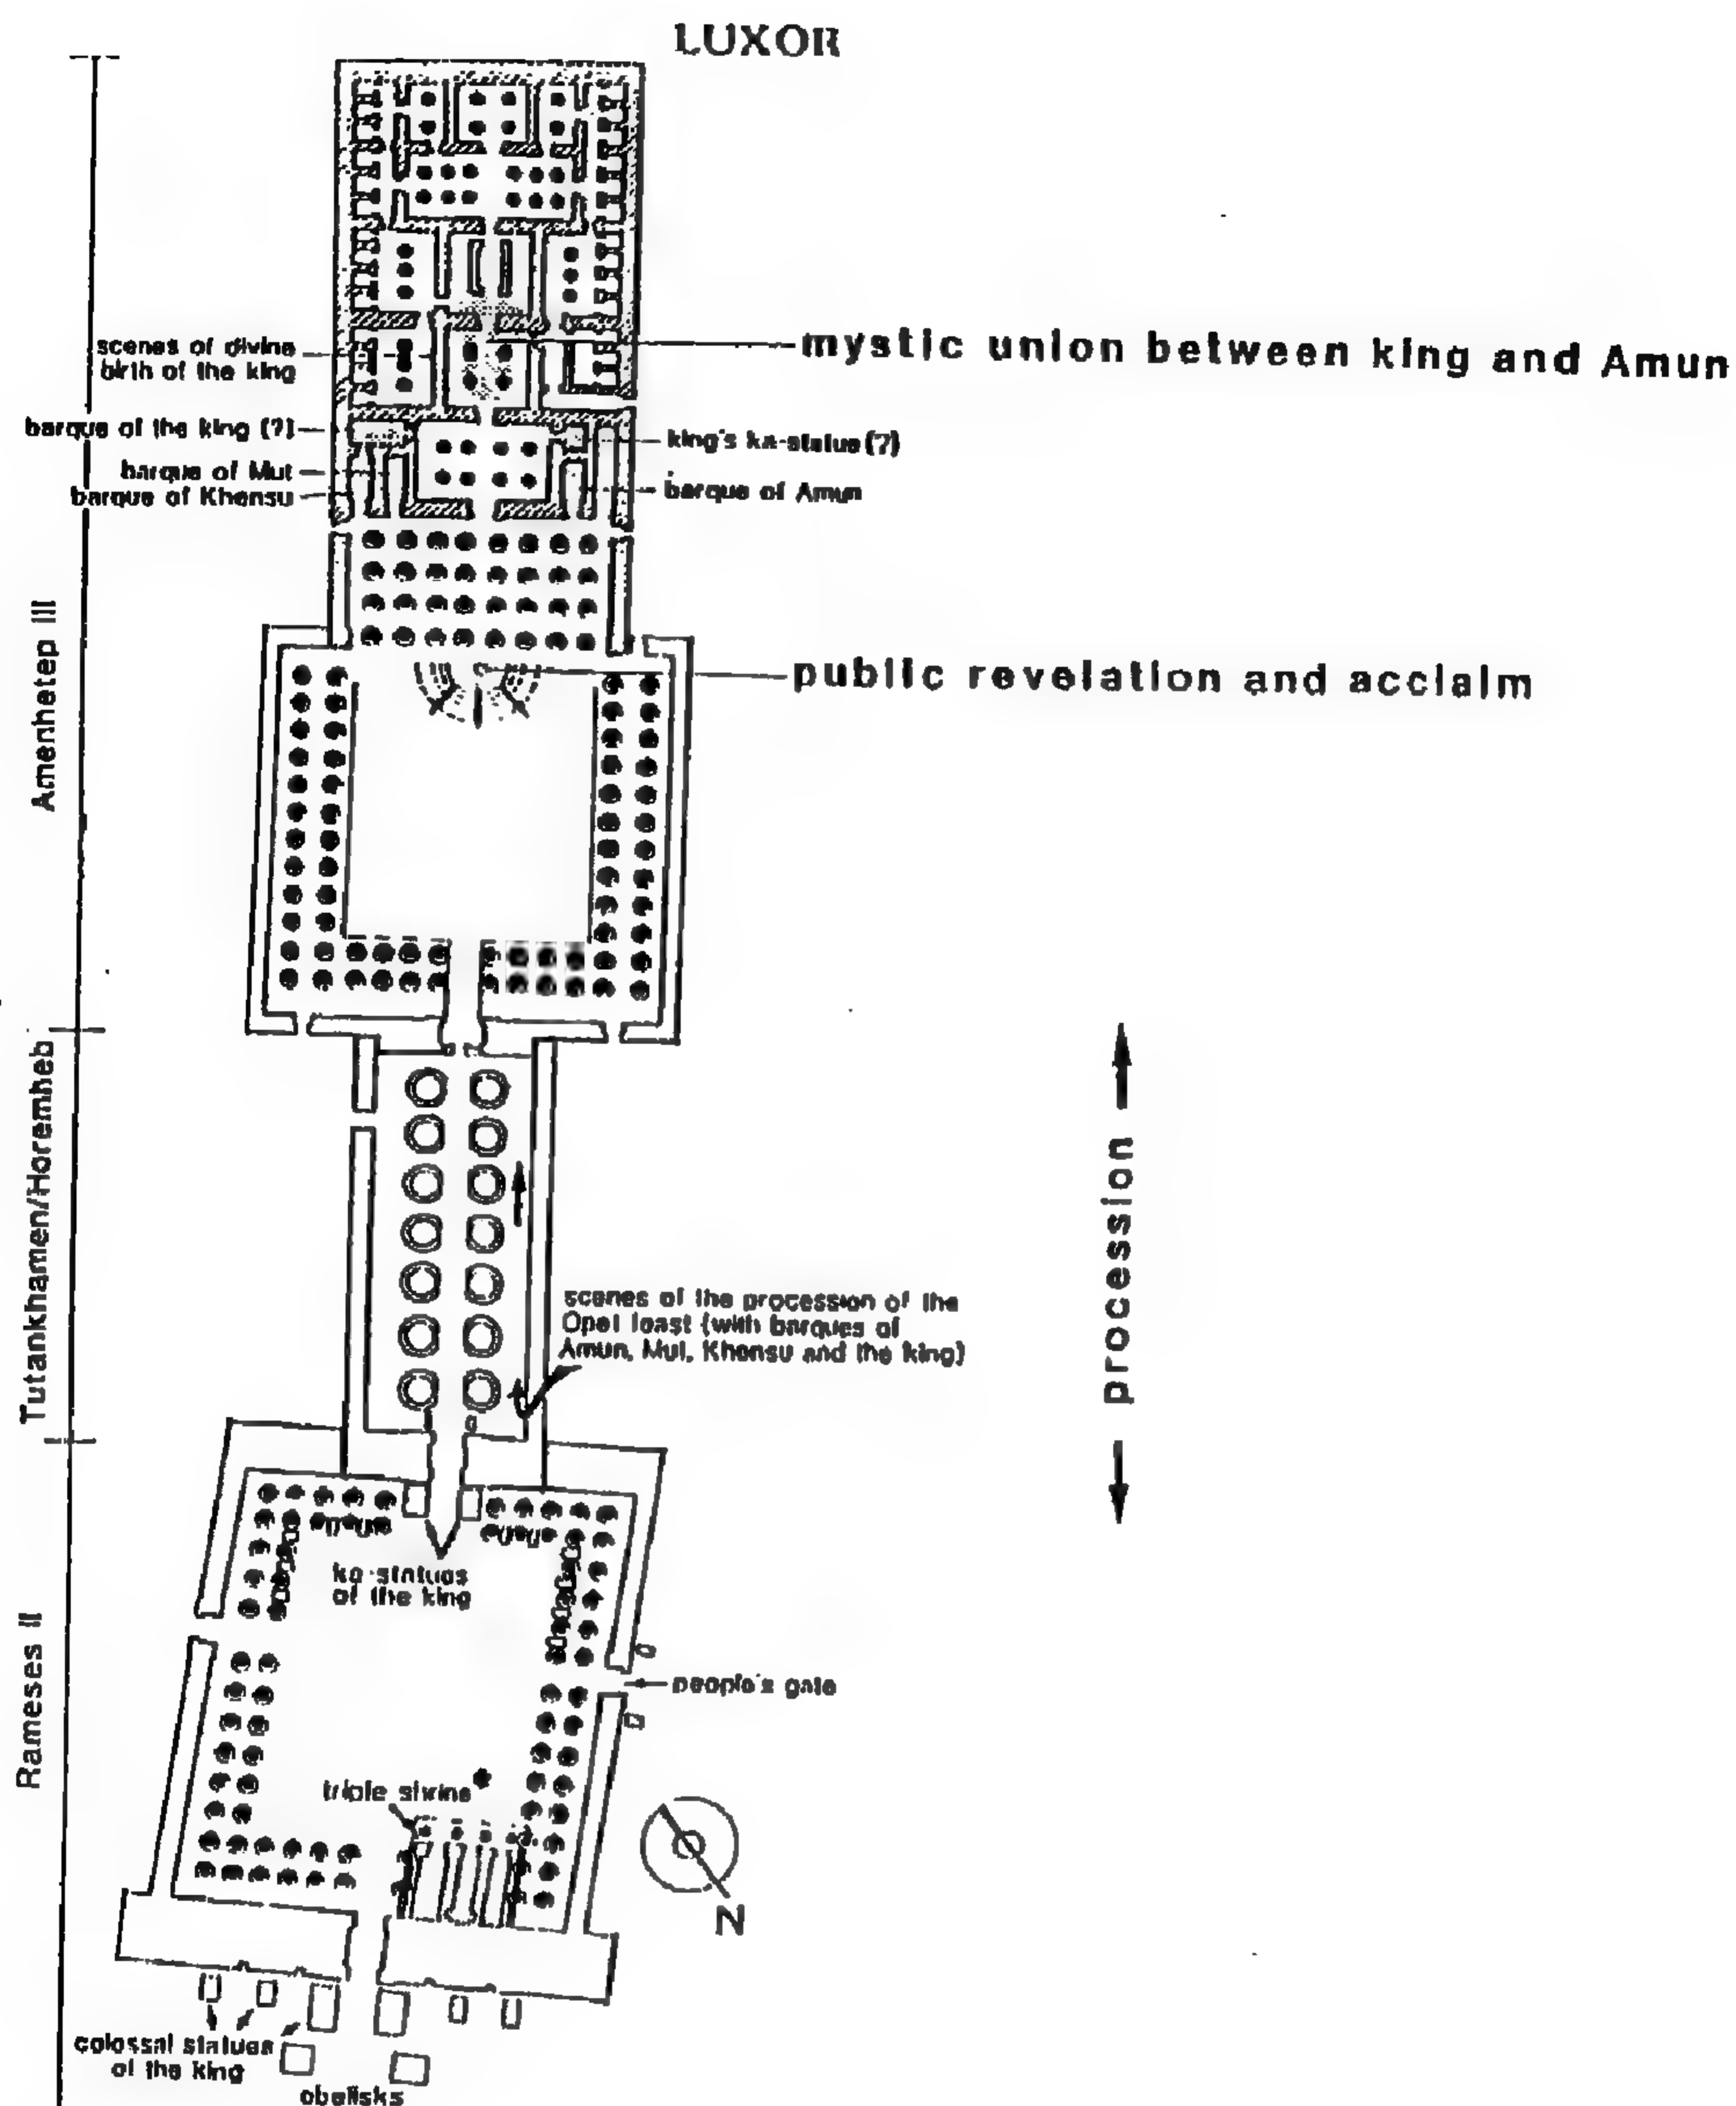 LUXOR
scenes of divine
birth of the king
mystic union between king and Amun
barque of the king (?)
king's ka-statue (?)
barque of Mut
barque of Khensu
barque of Amun
Amenhetep III
public revelation and acclaim
Tutankhamen/Horemheb
procession
scenes of the procession of the
Opet feast (with barques of
Amun, Mut, Khensu and the king)
ka-statues
of the king
Rameses II
people's gate
triple shrine
N
colossal statues
of the king
obelisks